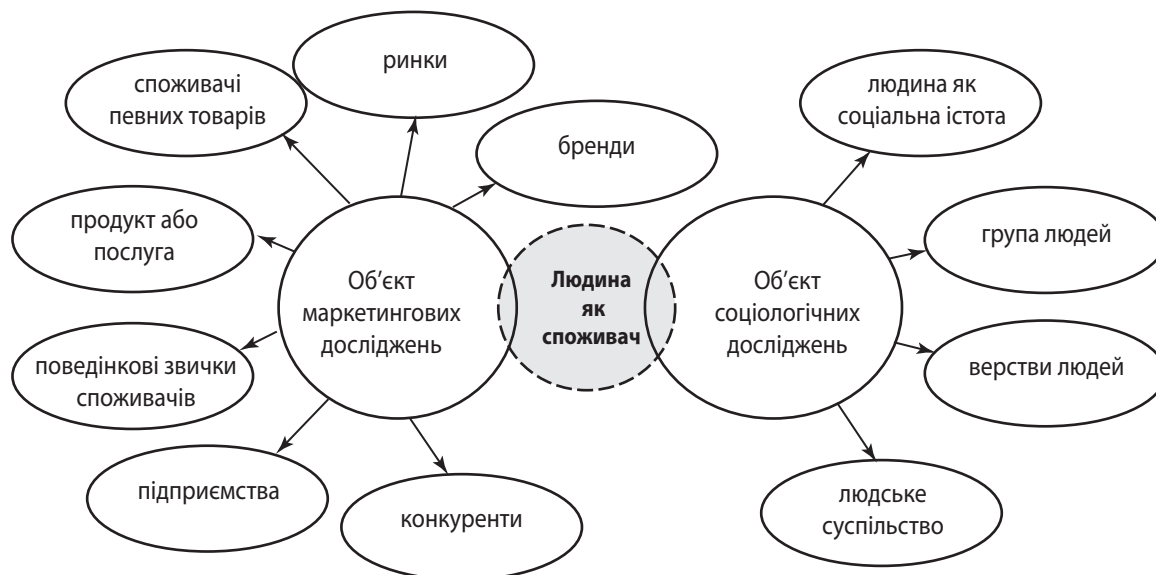 ринки
споживачі
певних товарів
людина як
соціальна істота
бренди
продукт або
послуга
група людей
Об’єкт
маркетингових
досліджень
Людина
як
споживач
Об’єкт
соціологічних
досліджень
поведінкові звички
споживачів
верстви людей
підприємства
конкуренти
людське
суспільство